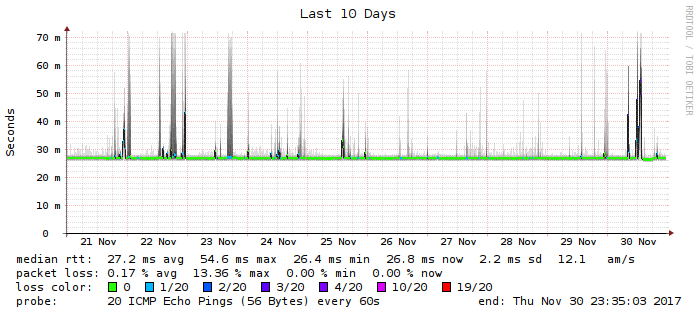 Last 10 Days
RRDTOOL / TOBI OETIKER
Seconds
70 m
60 m
50 m
40 m
30 m
20 m
10 m
0
21 Nov 22 Nov 23 Nov 24 Nov 25 Nov 26 Nov 27 Nov 28 Nov 29 Nov 30 Nov
median rtt: 27.2 ms avg 54.6 ms max 26.4 ms min 26.8 ms now 2.2 ms sd 12.1 am/s
packet loss: 0.17 % avg 13.36 % max 0.00 % min 0.00 % now
loss color: 0 1/20 2/20 3/20 4/20 10/20 19/20
probe: 20 ICMP Echo Pings (56 Bytes) every 60s end: Thu Nov 30 23:35:03 2017